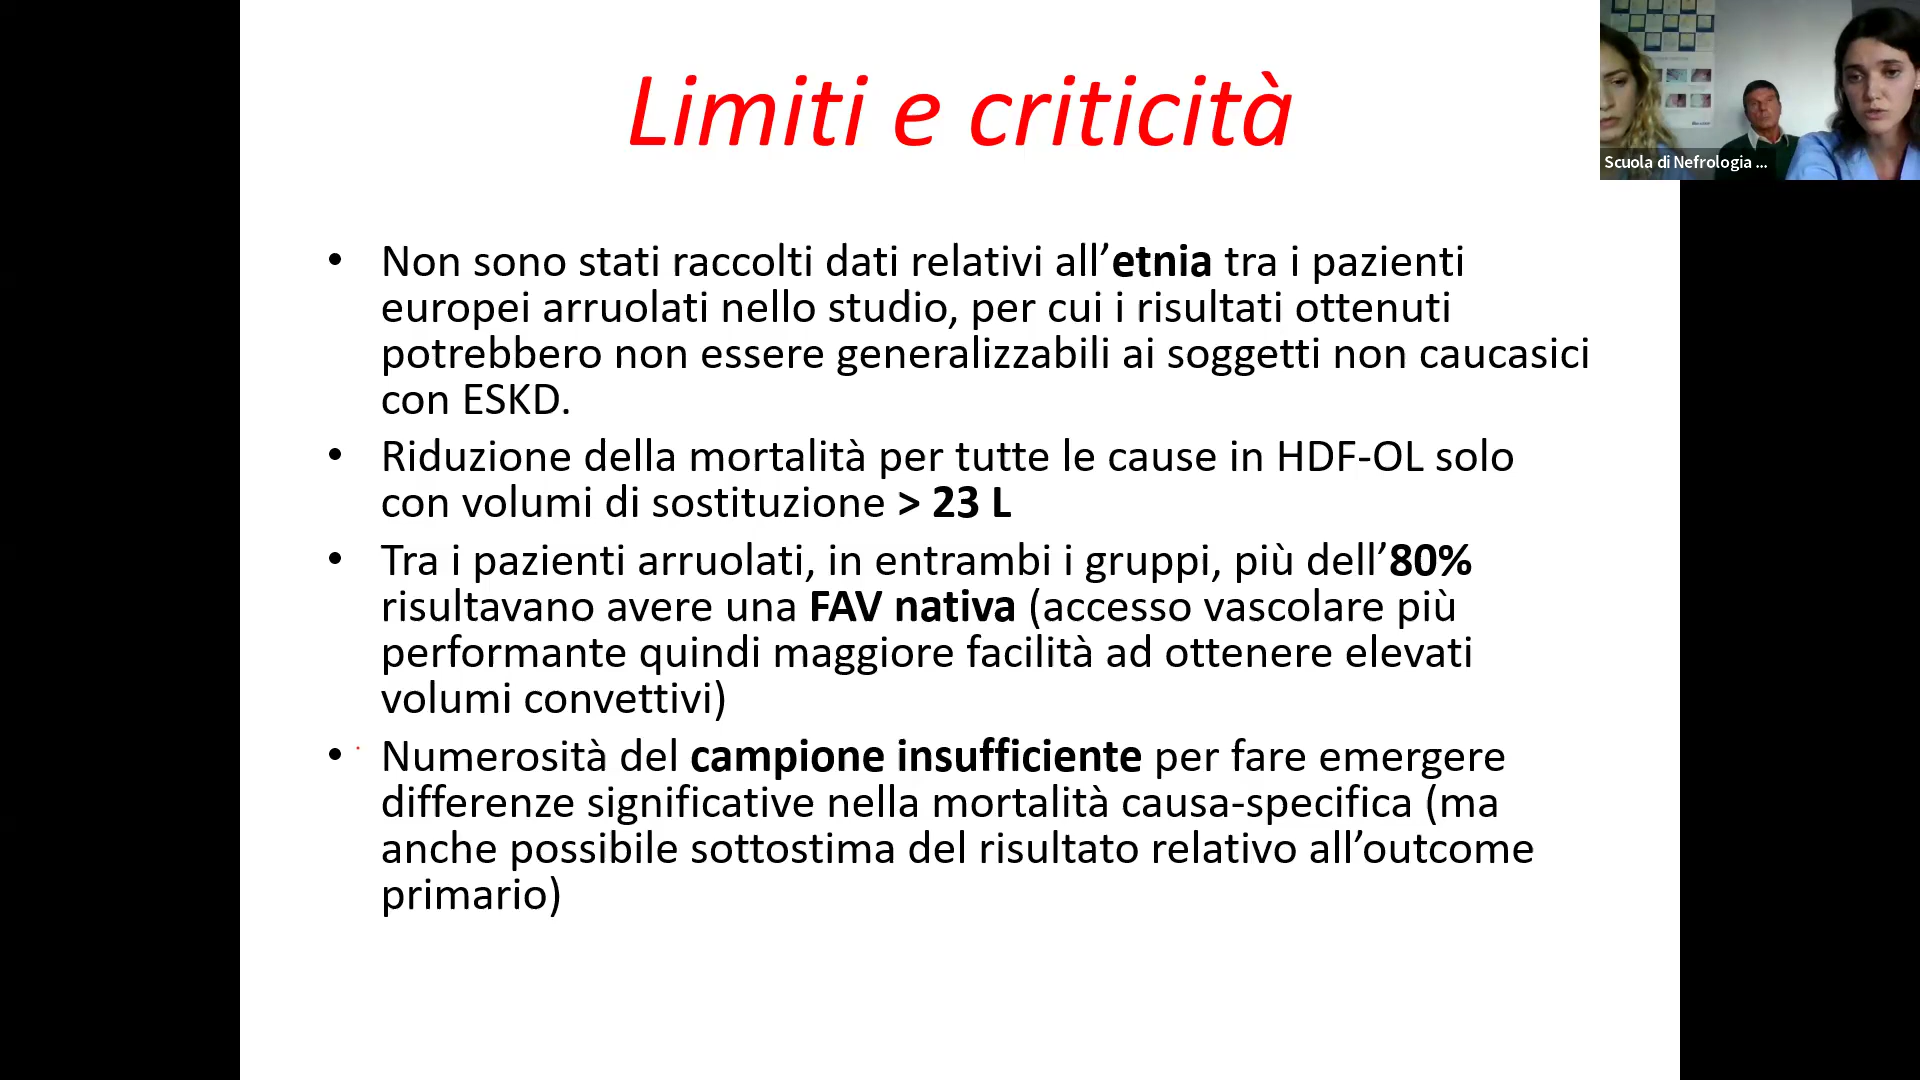 Limiti e criticità
Scuola di Nefrologia ...
• Non sono stati raccolti dati relativi all’etnia tra i pazienti
europei arruolati nello studio, per cui i risultati ottenuti
potrebbero non essere generalizzabili ai soggetti non caucasici
con ESKD.
• Riduzione della mortalità per tutte le cause in HDF-OL solo
con volumi di sostituzione > 23 L
• Tra i pazienti arruolati, in entrambi i gruppi, più dell’80%
risultavano avere una FAV nativa (accesso vascolare più
performante quindi maggiore facilità ad ottenere elevati
volumi convettivi)
• Numerosità del campione insufficiente per fare emergere
differenze significative nella mortalità causa-specifica (ma
anche possibile sottostima del risultato relativo all’outcome
primario)